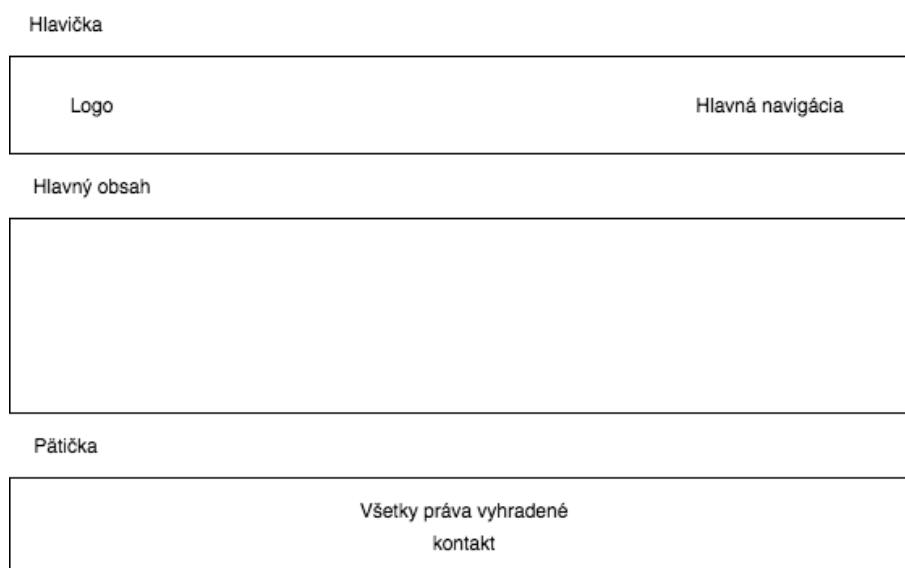 Hlavička
Logo
Hlavná navigácia
Hlavný obsah
Pätička
Všetky práva vyhradené
kontakt